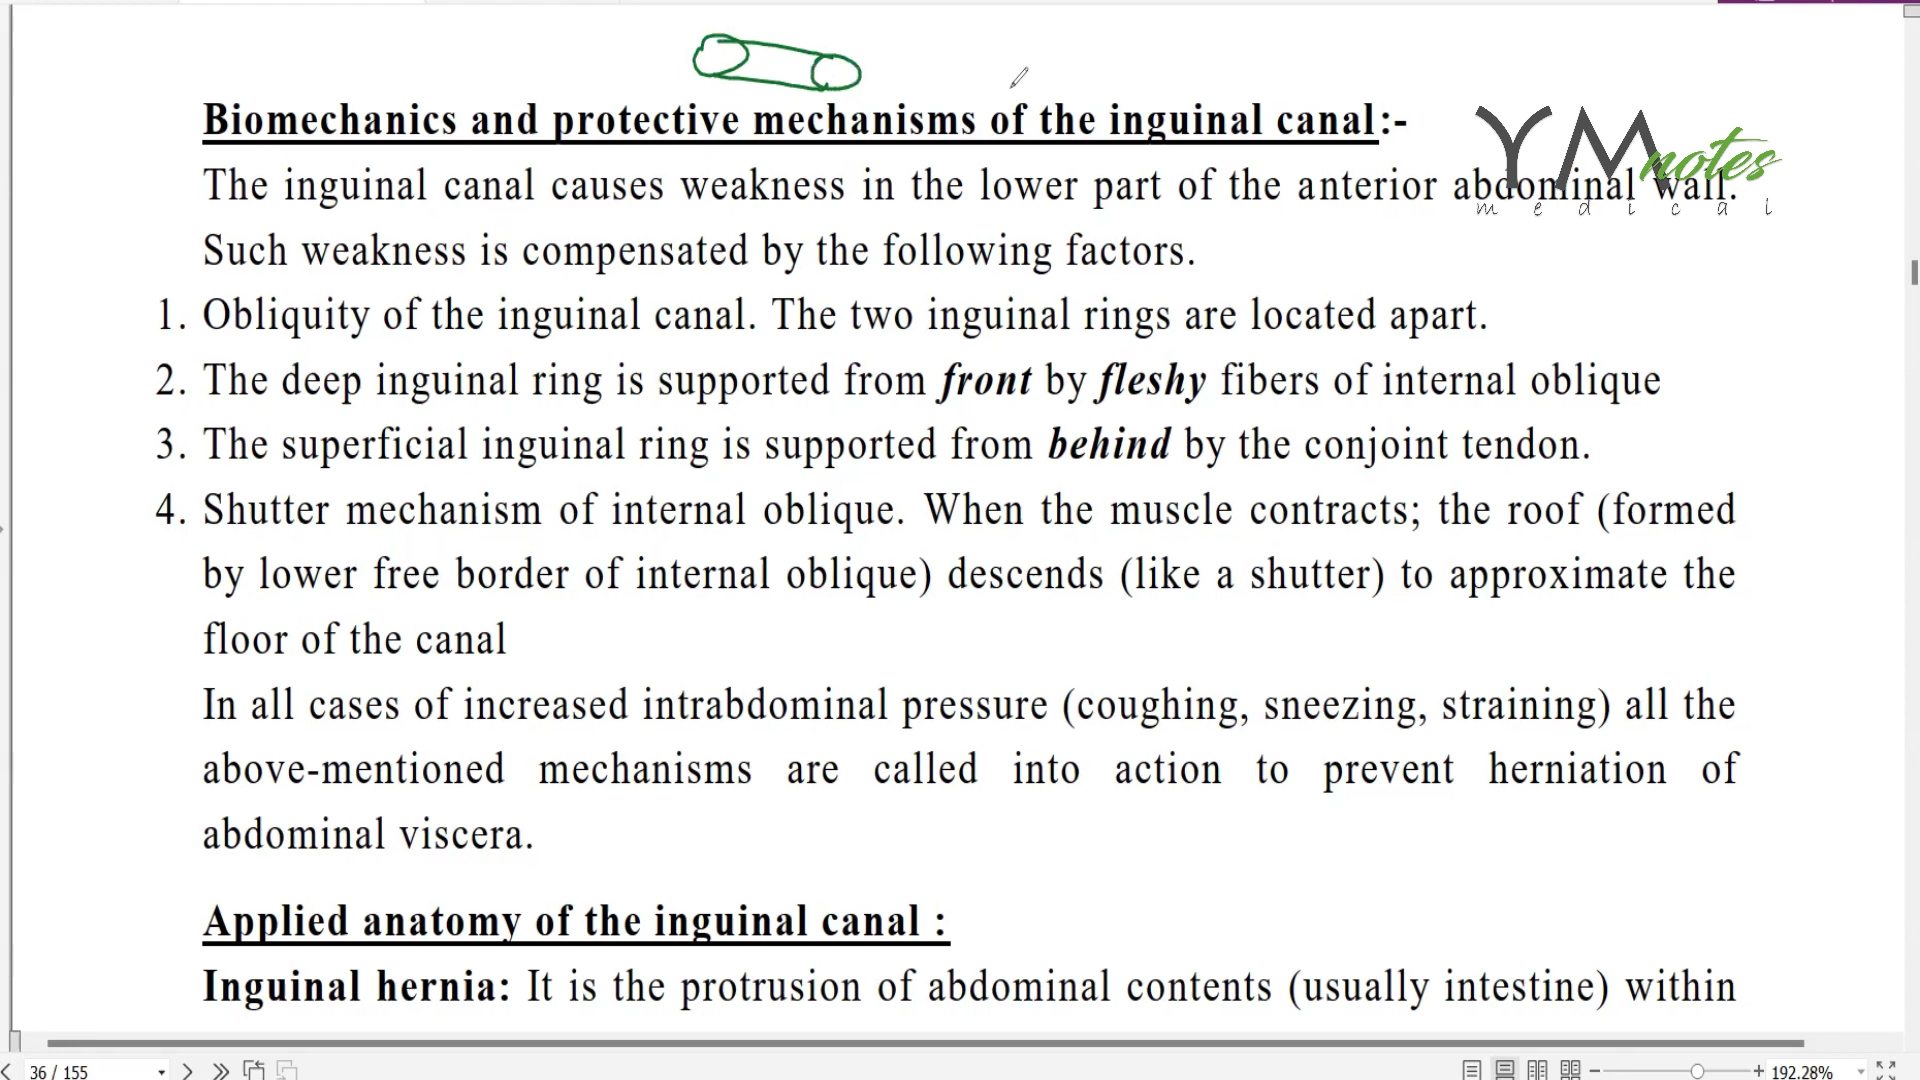 Biomechanics and protective mechanisms of the inguinal canal:-
YM notes
medical
The inguinal canal causes weakness in the lower part of the anterior abdominal wall.
Such weakness is compensated by the following factors.
1. Obliquity of the inguinal canal. The two inguinal rings are located apart.
2. The deep inguinal ring is supported from front by fleshy fibers of internal oblique
3. The superficial inguinal ring is supported from behind by the conjoint tendon.
4. Shutter mechanism of internal oblique. When the muscle contracts; the roof (formed
by lower free border of internal oblique) descends (like a shutter) to approximate the
floor of the canal
In all cases of increased intrabdominal pressure (coughing, sneezing, straining) all the
above-mentioned mechanisms are called into action to prevent herniation of
abdominal viscera.
Applied anatomy of the inguinal canal :
Inguinal hernia: It is the protrusion of abdominal contents (usually intestine) within
36 / 155
192.28%